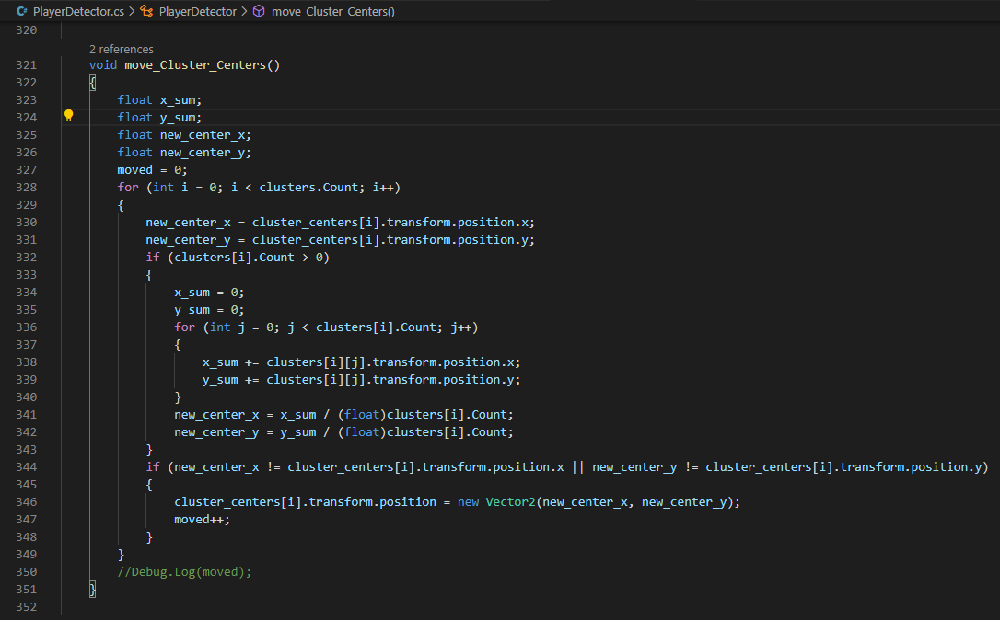 PlayerDetector.cs > PlayerDetector > move_Cluster_Centers()
320
2 references
321 void move_Cluster_Centers()
322 {
323 float x_sum;
324 float y_sum;
325 float new_center_x;
326 float new_center_y;
327 moved = 0;
328 for (int i = 0; i < clusters.Count; i++)
329 {
330 new_center_x = cluster_centers[i].transform.position.x;
331 new_center_y = cluster_centers[i].transform.position.y;
332 if (clusters[i].Count > 0)
333 {
334 x_sum = 0;
335 y_sum = 0;
336 for (int j = 0; j < clusters[i].Count; j++)
337 {
338 x_sum += clusters[i][j].transform.position.x;
339 y_sum += clusters[i][j].transform.position.y;
340 }
341 new_center_x = x_sum / (float)clusters[i].Count;
342 new_center_y = y_sum / (float)clusters[i].Count;
343 }
344 if (new_center_x != cluster_centers[i].transform.position.x || new_center_y != cluster_centers[i].transform.position.y)
345 {
346 cluster_centers[i].transform.position = new Vector2(new_center_x, new_center_y);
347 moved++;
348 }
349 }
350 //Debug.Log(moved);
351 }
352